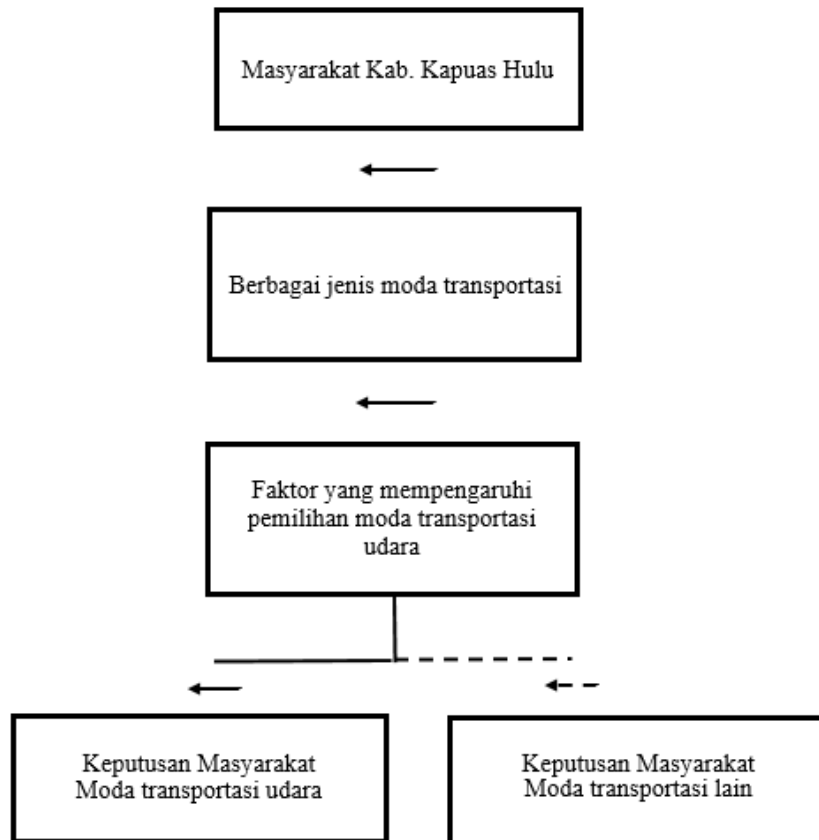 Masyarakat Kab. Kapuas Hulu
Berbagai jenis moda transportasi
Faktor yang mempengaruhi
pemilihan moda transportasi
udara
Keputusan Masyarakat
Moda transportasi udara
Keputusan Masyarakat
Moda transportasi lain